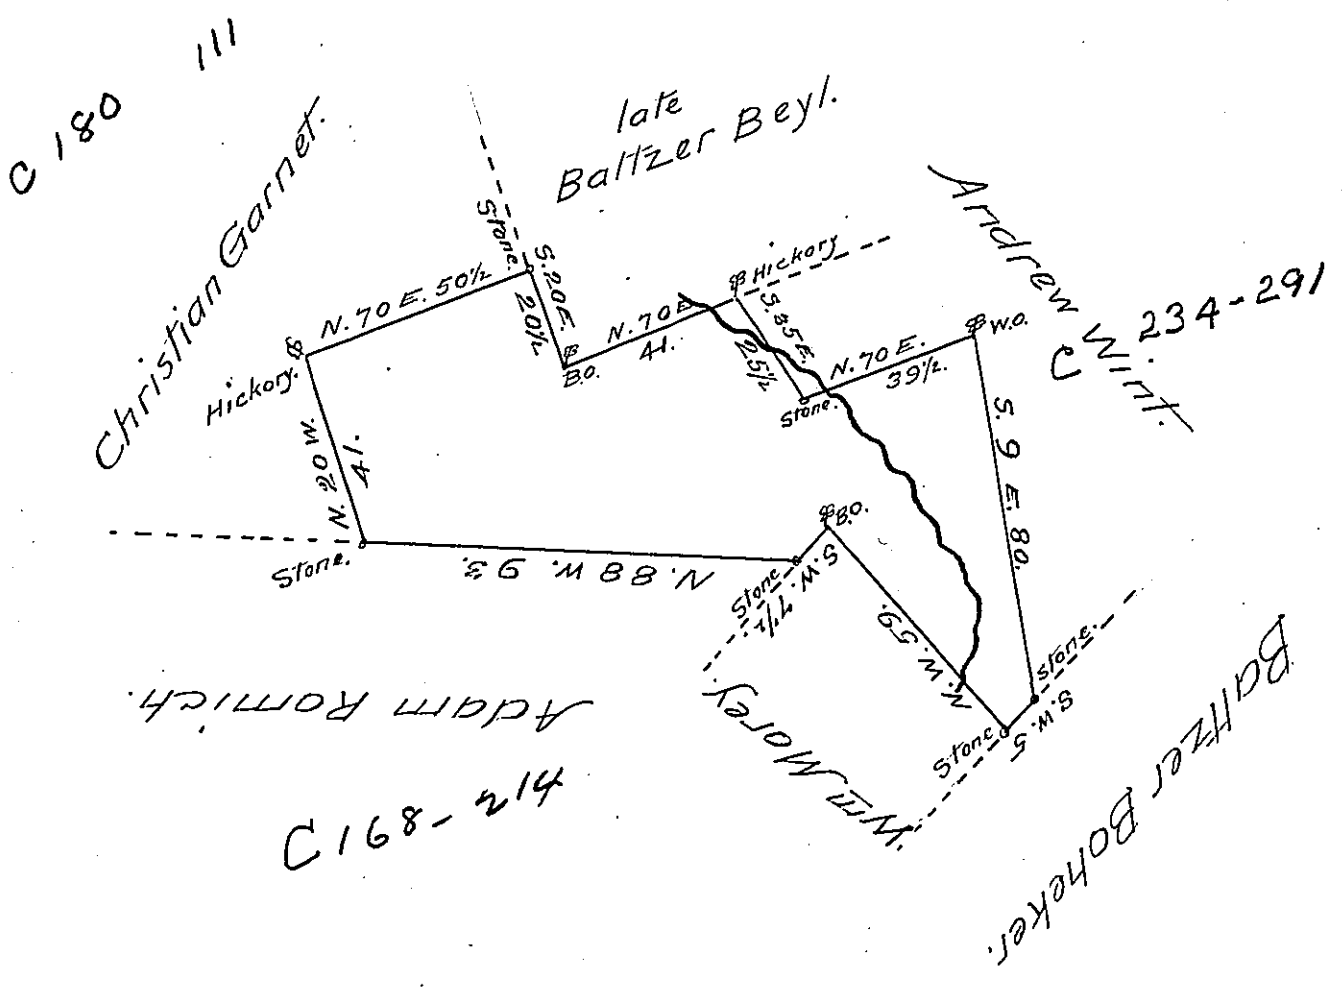 C 180
111
Christian Garnet.
late
Baltzer Beyl.
Andrew Wint.
C 234-291
Stone.
N. 70 E. 50½
S. 20 E.
20½
B.O.
N. 70 E.
41.
Hickory
S. 35 E.
25½
Stone.
N. 70 E.
39½.
W.O.
S. 9 E. 80.
Hickory.
N. 20 W.
41.
Stone.
N. 88 W. 93.
Stone
S.W. 7½.
B.O.
N.W. 59.
Stone.
S.W. 5
Stone
Adam Romich.
Wm Morey.
Baltzer Boheker.
C 168-214